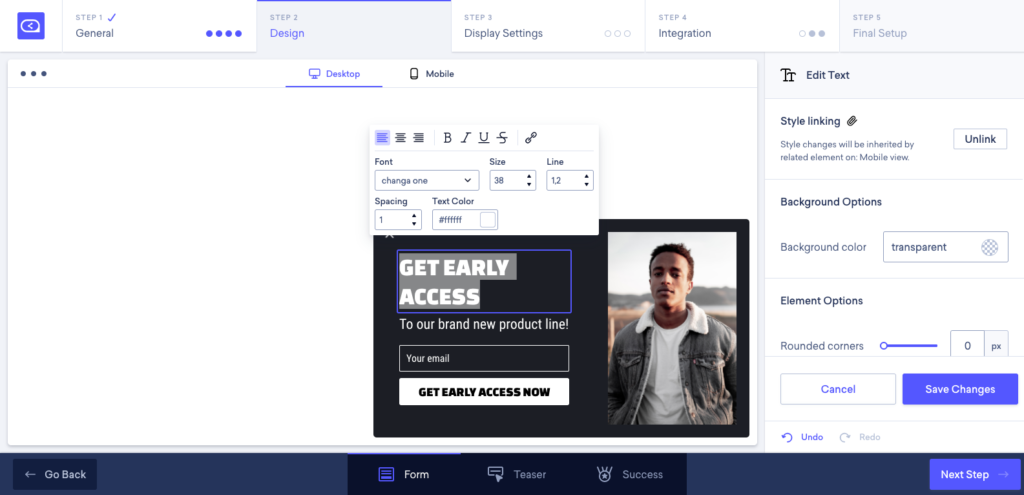 STEP 1
General
STEP 2
Design
STEP 3
Display Settings
STEP 4
Integration
STEP 5
Final Setup
Desktop
Mobile
Edit Text
Style linking
Style changes will be inherited by
related element on: Mobile view.
Unlink
B I U S
Font
Size
Line
changa one
38
1,2
Spacing
Text Color
1
#ffffff
Background Options
Background color
transparent
GET EARLY
ACCESS
To our brand new product line!
Your email
GET EARLY ACCESS NOW
Element Options
Rounded corners
0
px
Cancel
Save Changes
Undo
Redo
Go Back
Form
Teaser
Success
Next Step